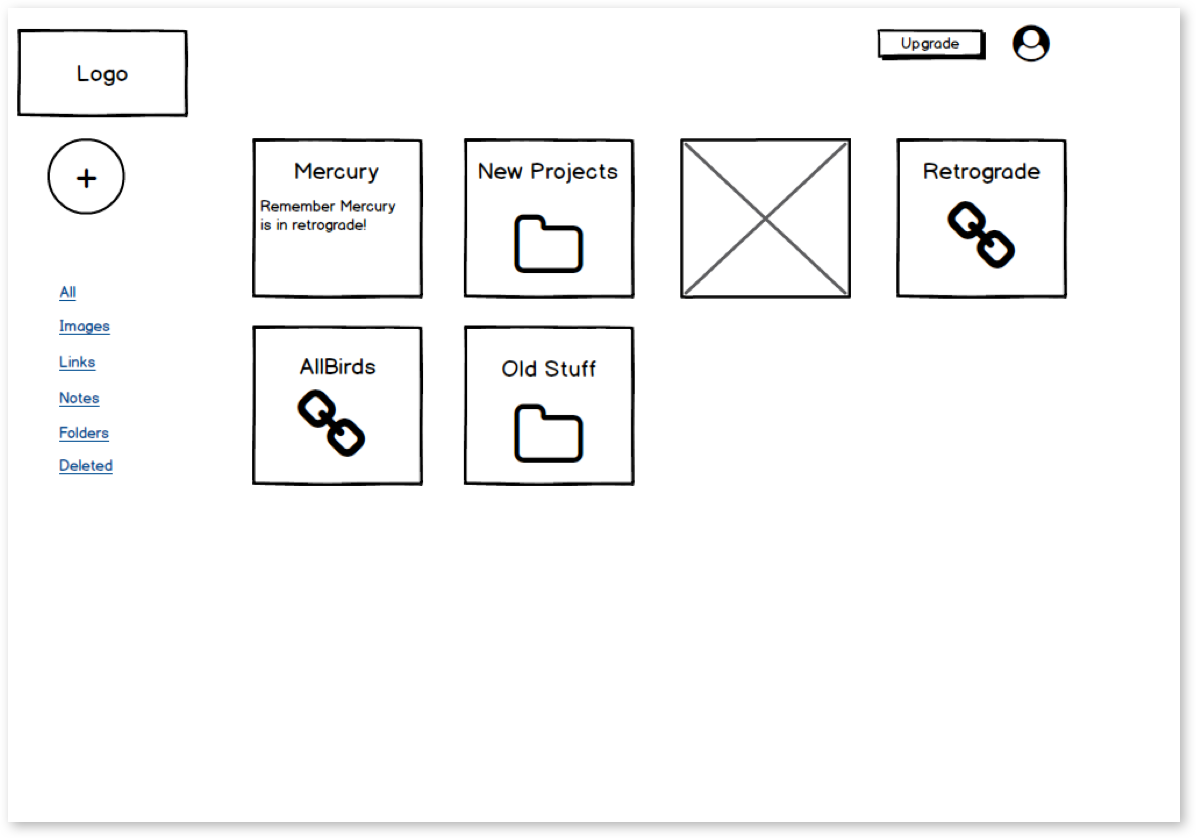 Logo
Upgrade
+
Mercury
Remember Mercury
is in retrograde!
New Projects
Retrograde
All
Images
Links
Notes
Folders
Deleted
AllBirds
Old Stuff